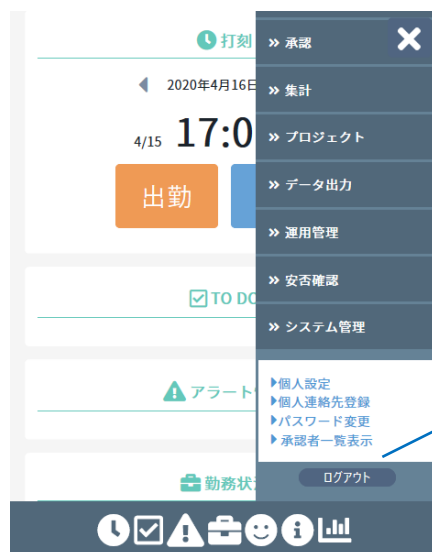 打刻
2020年4月16日
4/15 17:0
出勤
TO DO
アラート
勤務状
承認
集計
プロジェクト
データ出力
運用管理
安否確認
システム管理
個人設定
個人連絡先登録
パスワード変更
承認者一覧表示
ログアウト